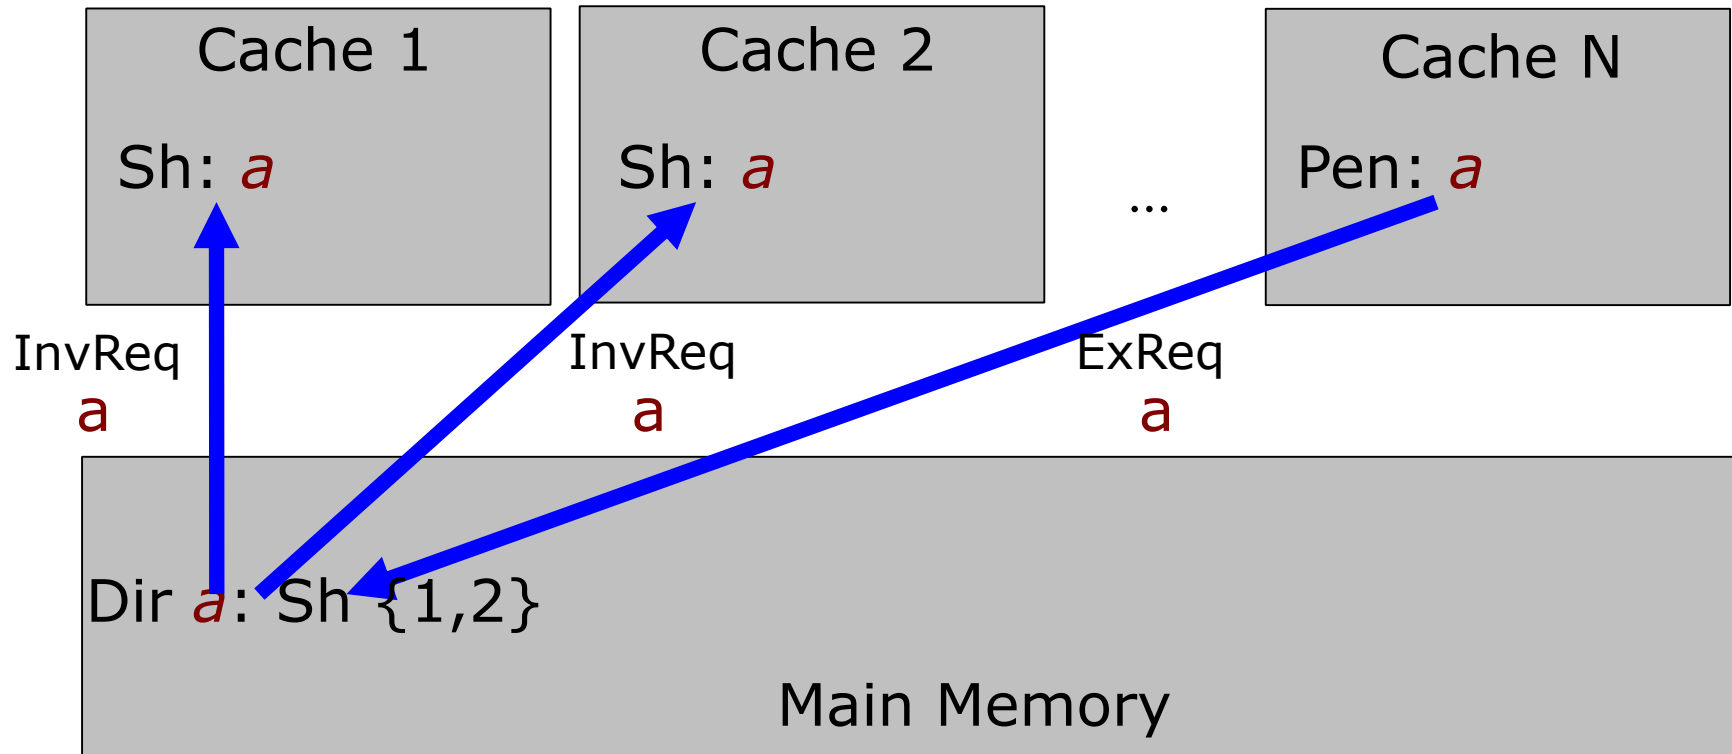 Cache 1
Cache 2
Cache N
Sh: a
Sh: a
...
Pen: a
InvReq
a
InvReq
a
ExReq
a
Dir a: Sh {1,2}
Main Memory